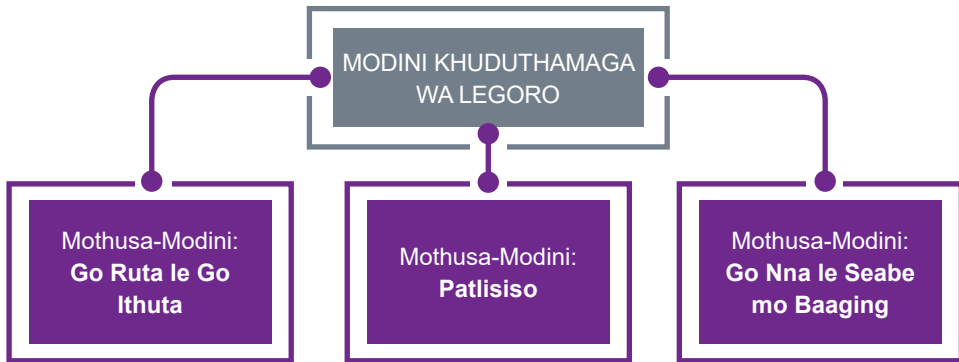 MODINI KHUDUTHAMAGA
WA LEGORO
Mothusa-Modini:
Go Ruta le Go
Ithuta
Mothusa-Modini:
Patlisiso
Mothusa-Modini:
Go Nna le Seabe
mo Baaging